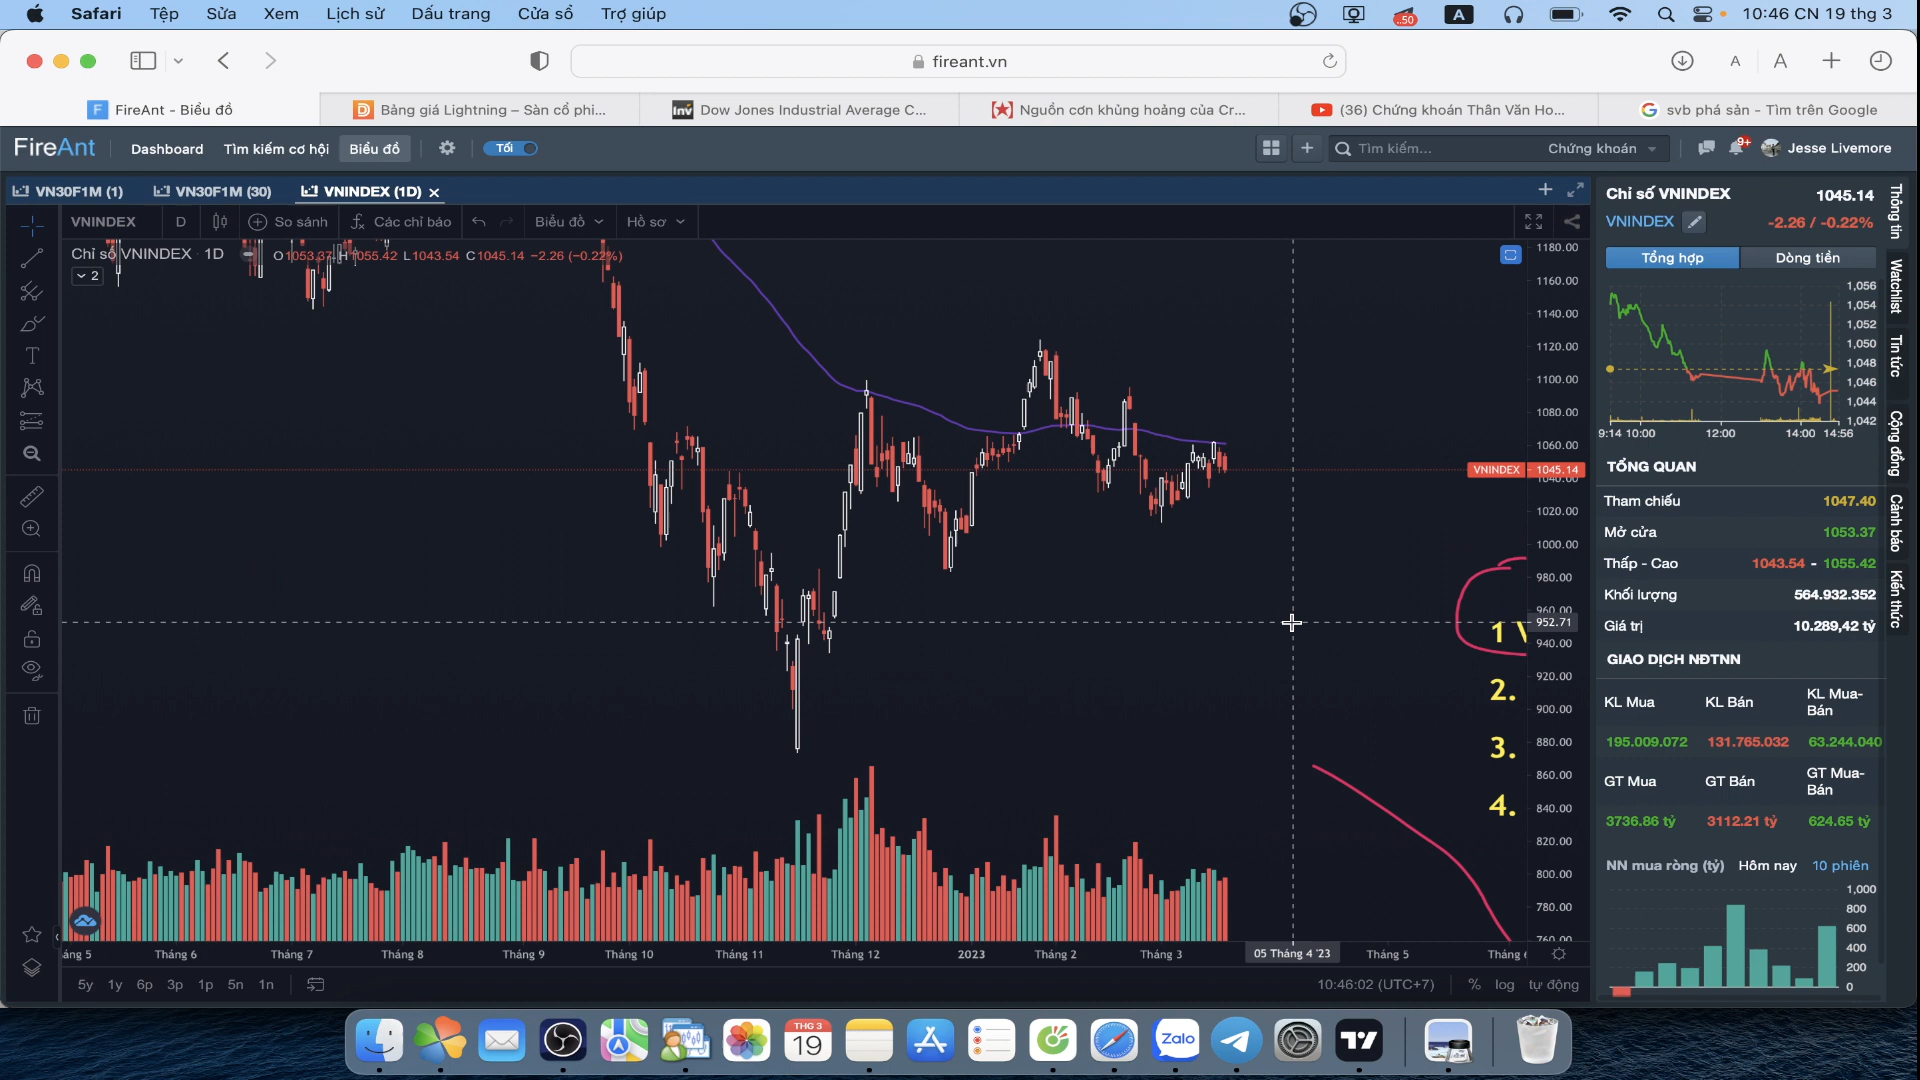 Safari Tệp Sửa Xem Lịch sử Dấu trang Cửa sổ Trợ giúp .50 A 10:46 CN 19 thg 3
fireant.vn A A
FireAnt - Biểu đồ Bảng giá Lightning – Sàn cổ phi... Dow Jones Industrial Average C... Nguồn cơn khủng hoảng của Cr... (36) Chứng khoán Thân Văn Ho... svb phá sản - Tìm trên Google
FireAnt Dashboard Tìm kiếm cơ hội Biểu đồ Tối Tìm kiếm... Chứng khoán 9+ Jesse Livemore
VN30F1M (1) VN30F1M (30) VNINDEX (1D)
VNINDEX D So sánh Các chỉ báo Biểu đồ Hồ sơ
Chỉ số VNINDEX · 1D O1053.37 H1055.42 L1043.54 C1045.14 −2.26 (−0.22%)
2
1180.00
1160.00
1140.00
1120.00
1100.00
1080.00
1060.00
VNINDEX 1045.14
1040.00
1020.00
1000.00
980.00
960.00
952.71
940.00
920.00
900.00
880.00
860.00
840.00
820.00
800.00
780.00
760.00
1
2.
3.
4.
Tháng 6 Tháng 7 Tháng 8 Tháng 9 Tháng 10 Tháng 11 Tháng 12 2023 Tháng 2 Tháng 3 05 Tháng 4 '23 Tháng 5
5y 1y 6p 3p 1p 5n 1n 10:46:02 (UTC+7) % log tự động
Chỉ số VNINDEX 1045.14
VNINDEX -2.26 / -0.22%
Tổng hợp Dòng tiền
1,056
1,054
1,052
1,050
1,048
1,046
1,044
1,042
9:14 10:00 12:00 14:00 14:56
TỔNG QUAN
Tham chiếu 1047.40
Mở cửa 1053.37
Thấp - Cao 1043.54 - 1055.42
Khối lượng 564.932.352
Giá trị 10.289,42 tỷ
GIAO DỊCH NĐTNN
KL Mua KL Bán KL Mua-Bán
195.009.072 131.765.032 63.244.040
GT Mua GT Bán GT Mua-Bán
3736.86 tỷ 3112.21 tỷ 624.65 tỷ
NN mua ròng (tỷ) Hôm nay 10 phiên
1,000
800
600
400
200
0
Thông tin
Watchlist
Tin tức
Cộng đồng
Cảnh báo
Kiến thức
THG 3
19
Zalo